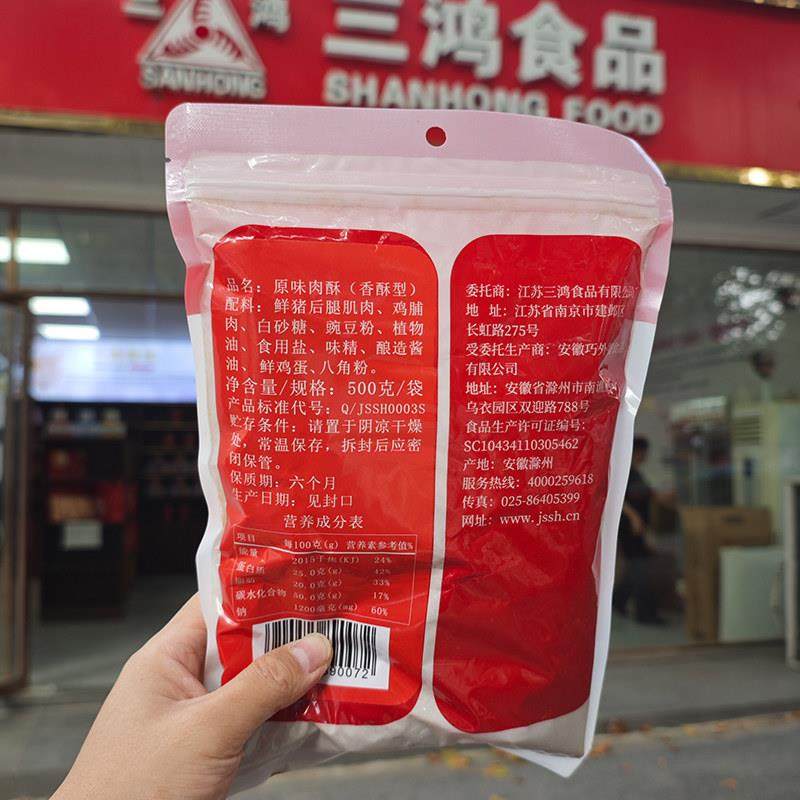 三鸿食品
SANHONG
SHANHONG FOOD
品名：原味肉酥（香酥型）
配料：鲜猪后腿肌肉、鸡脯
肉、白砂糖、豌豆粉、植物
油、食用盐、味精、酿造酱
油、鲜鸡蛋、八角粉。
净含量/规格：500克/袋
产品标准代号：Q/JSSH0003S
贮存条件：请置于阴凉干燥
处，常温保存，拆封后应密
闭保管。
保质期：六个月
生产日期：见封口
营养成分表
项目 每100克(g) 营养素参考值%
能量 2015千焦(KJ) 24%
蛋白质 25.0克(g) 42%
脂肪 20.0克(g) 33%
碳水化合物 50.0克(g) 17%
钠 1200毫克(mg) 60%
90072
委托商：江苏三鸿食品有限公司
地 址：江苏省南京市建邺区
长虹路275号
受委托生产商：安徽巧外
有限公司
地址：安徽省滁州市南谯
乌衣园区双迎路788号
食品生产许可证编号：
SC10434110305462
产地：安徽滁州
服务热线：4000259618
传真：025-86405399
网址：www.jssh.cn